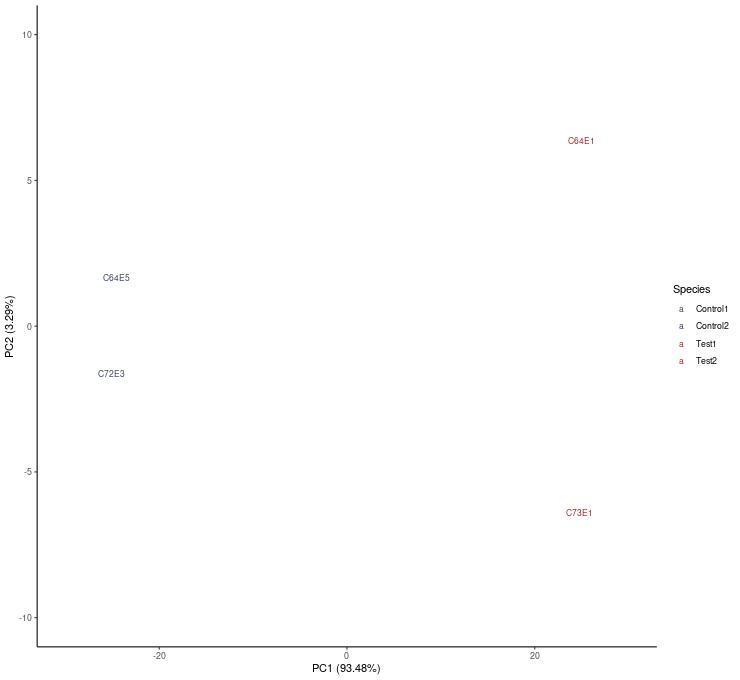 10
5
0
-5
-10
PC2 (3.29%)
C64E1
C64E5
C72E3
C73E1
-20
0
20
PC1 (93.48%)
Species
a Control1
a Control2
a Test1
a Test2